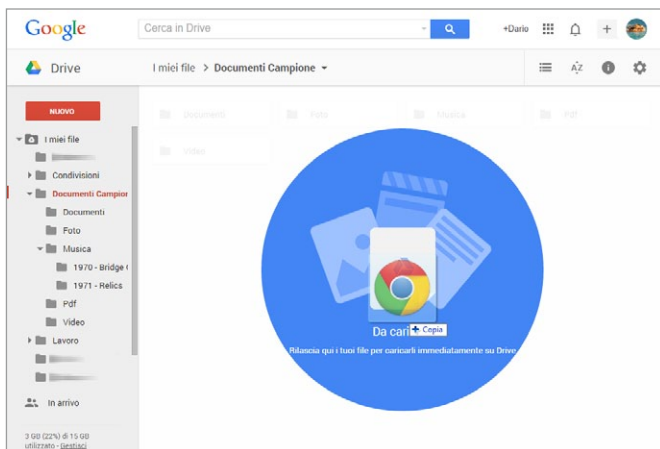 Google
Cerca in Drive
+Dario
Drive
I miei file > Documenti Campione
AZ
NUOVO
Documenti
Foto
Musica
Pdf
Video
I miei file
Condivisioni
Documenti Campion
Documenti
Foto
Musica
1970 - Bridge
1971 - Relics
Pdf
Video
Lavoro
In arrivo
3 GB (22%) di 15 GB
utilizzato - Gestisci
Da cari
Copia
Rilascia qui i tuoi file per caricarli immediatamente su Drive